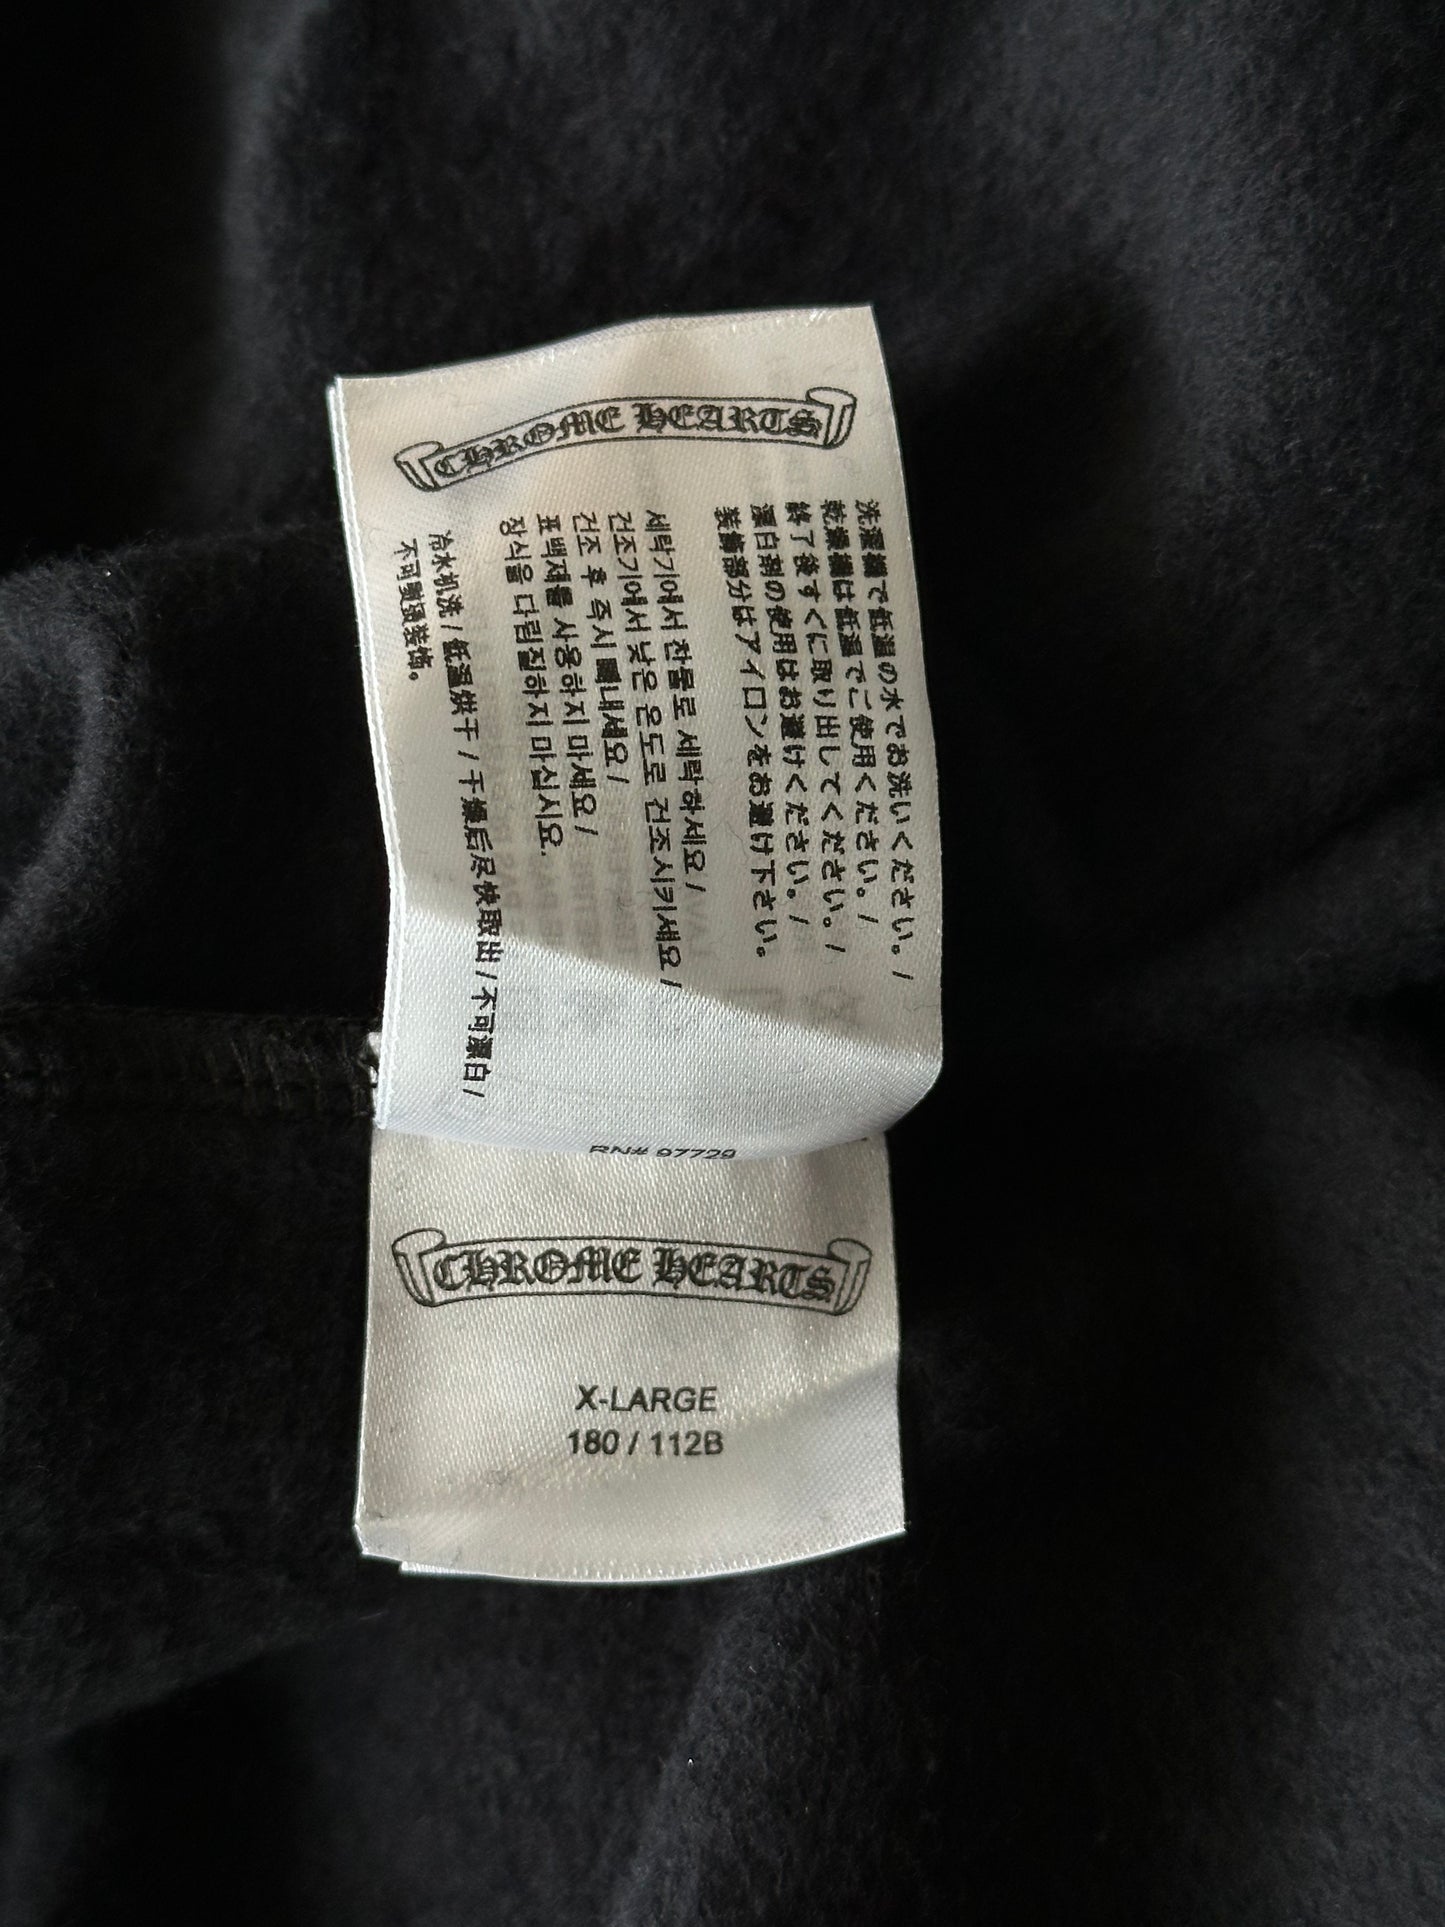 CHROME HEARTS
洗濯機で低温の水でお洗いください。/
乾燥機は低温でご使用ください。/
終了後すぐに取り出してください。/
漂白剤の使用はお避けください。/
装飾部分はアイロンをお避け下さい。
세탁기에서 찬물로 세탁하세요 /
건조기에서 낮은 온도로 건조시키세요 /
건조 후 즉시 빼내세요 /
표백제를 사용하지 마세요 /
장식을 다림질하지 마십시요.
冷水机洗 / 低温烘干 / 干燥后尽快取出 / 不可漂白 /
不可熨烫装饰。
RN# 97729
CHROME HEARTS
X-LARGE
180 / 112B